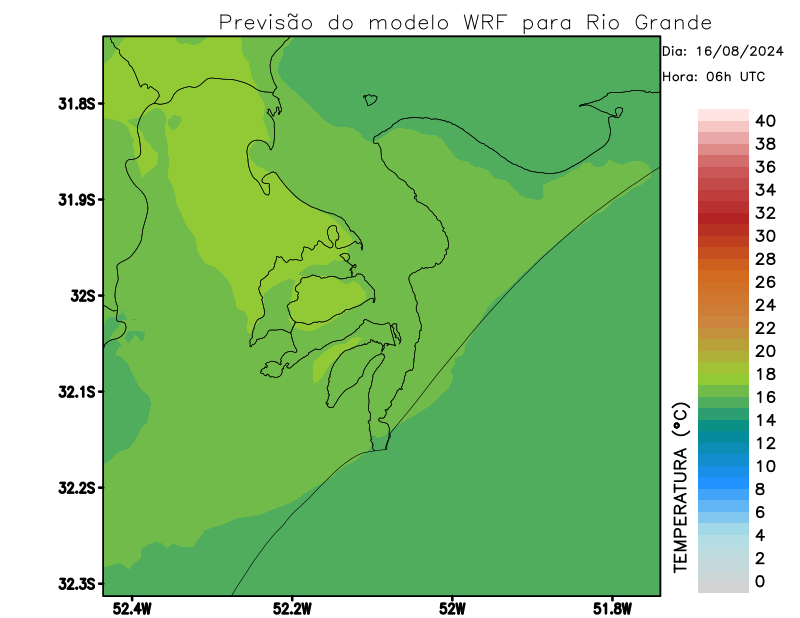 Previsão do modelo WRF para Rio Grande
Dia: 16/08/2024
Hora: 06h UTC
31.8S
31.9S
32S
32.1S
32.2S
32.3S
52.4W
52.2W
52W
51.8W
TEMPERATURA (°C)
40
38
36
34
32
30
28
26
24
22
20
18
16
14
12
10
8
6
4
2
0